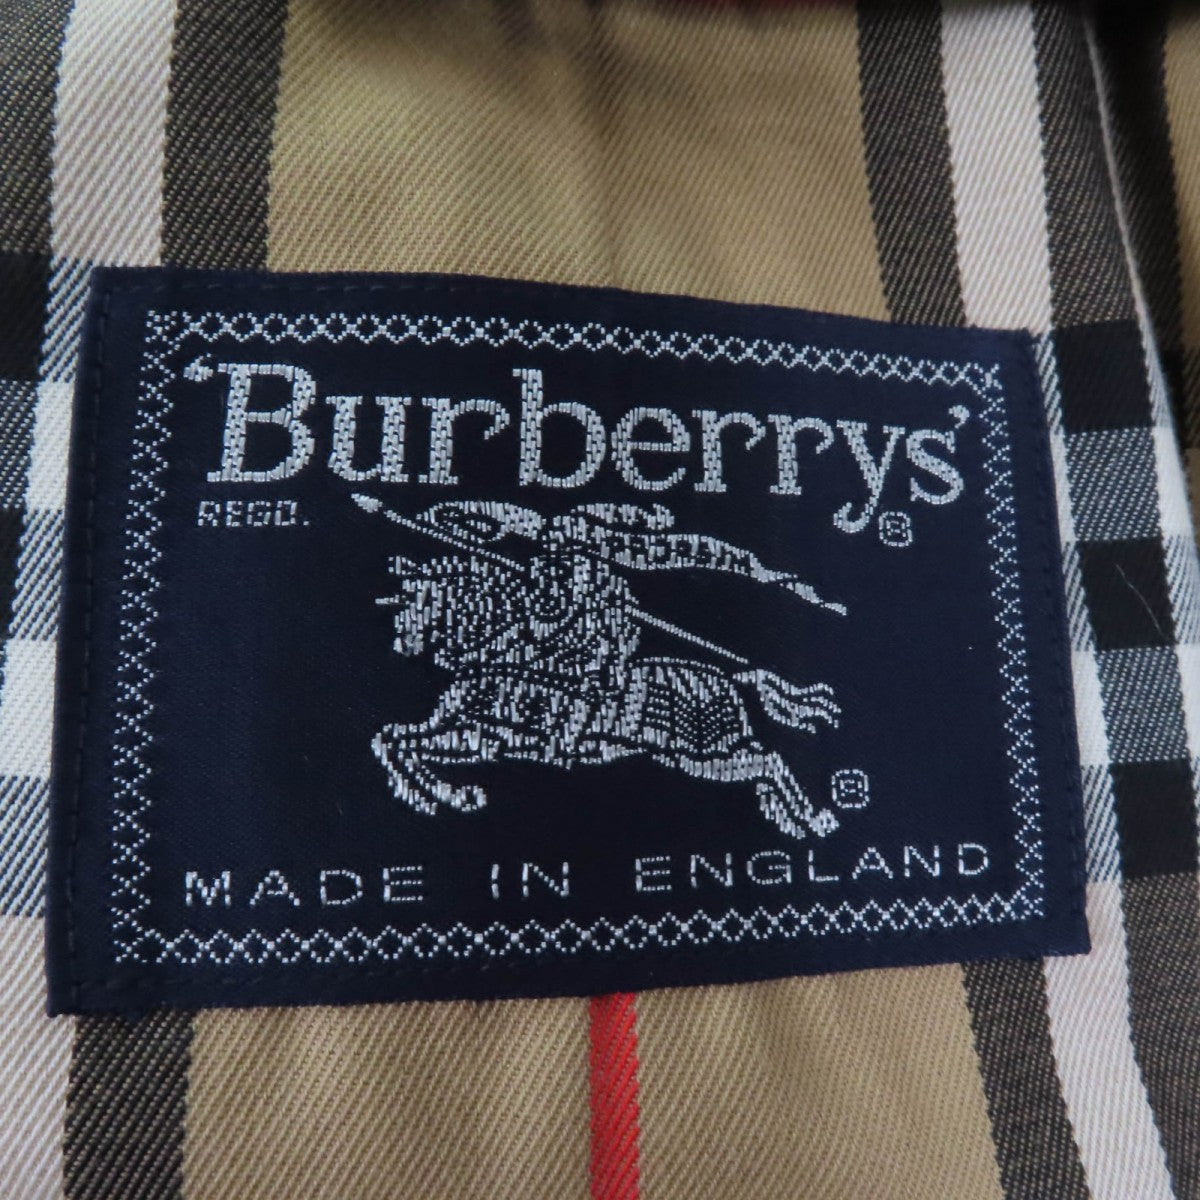 'Burberrys'®
REGD.
®
MADE IN ENGLAND